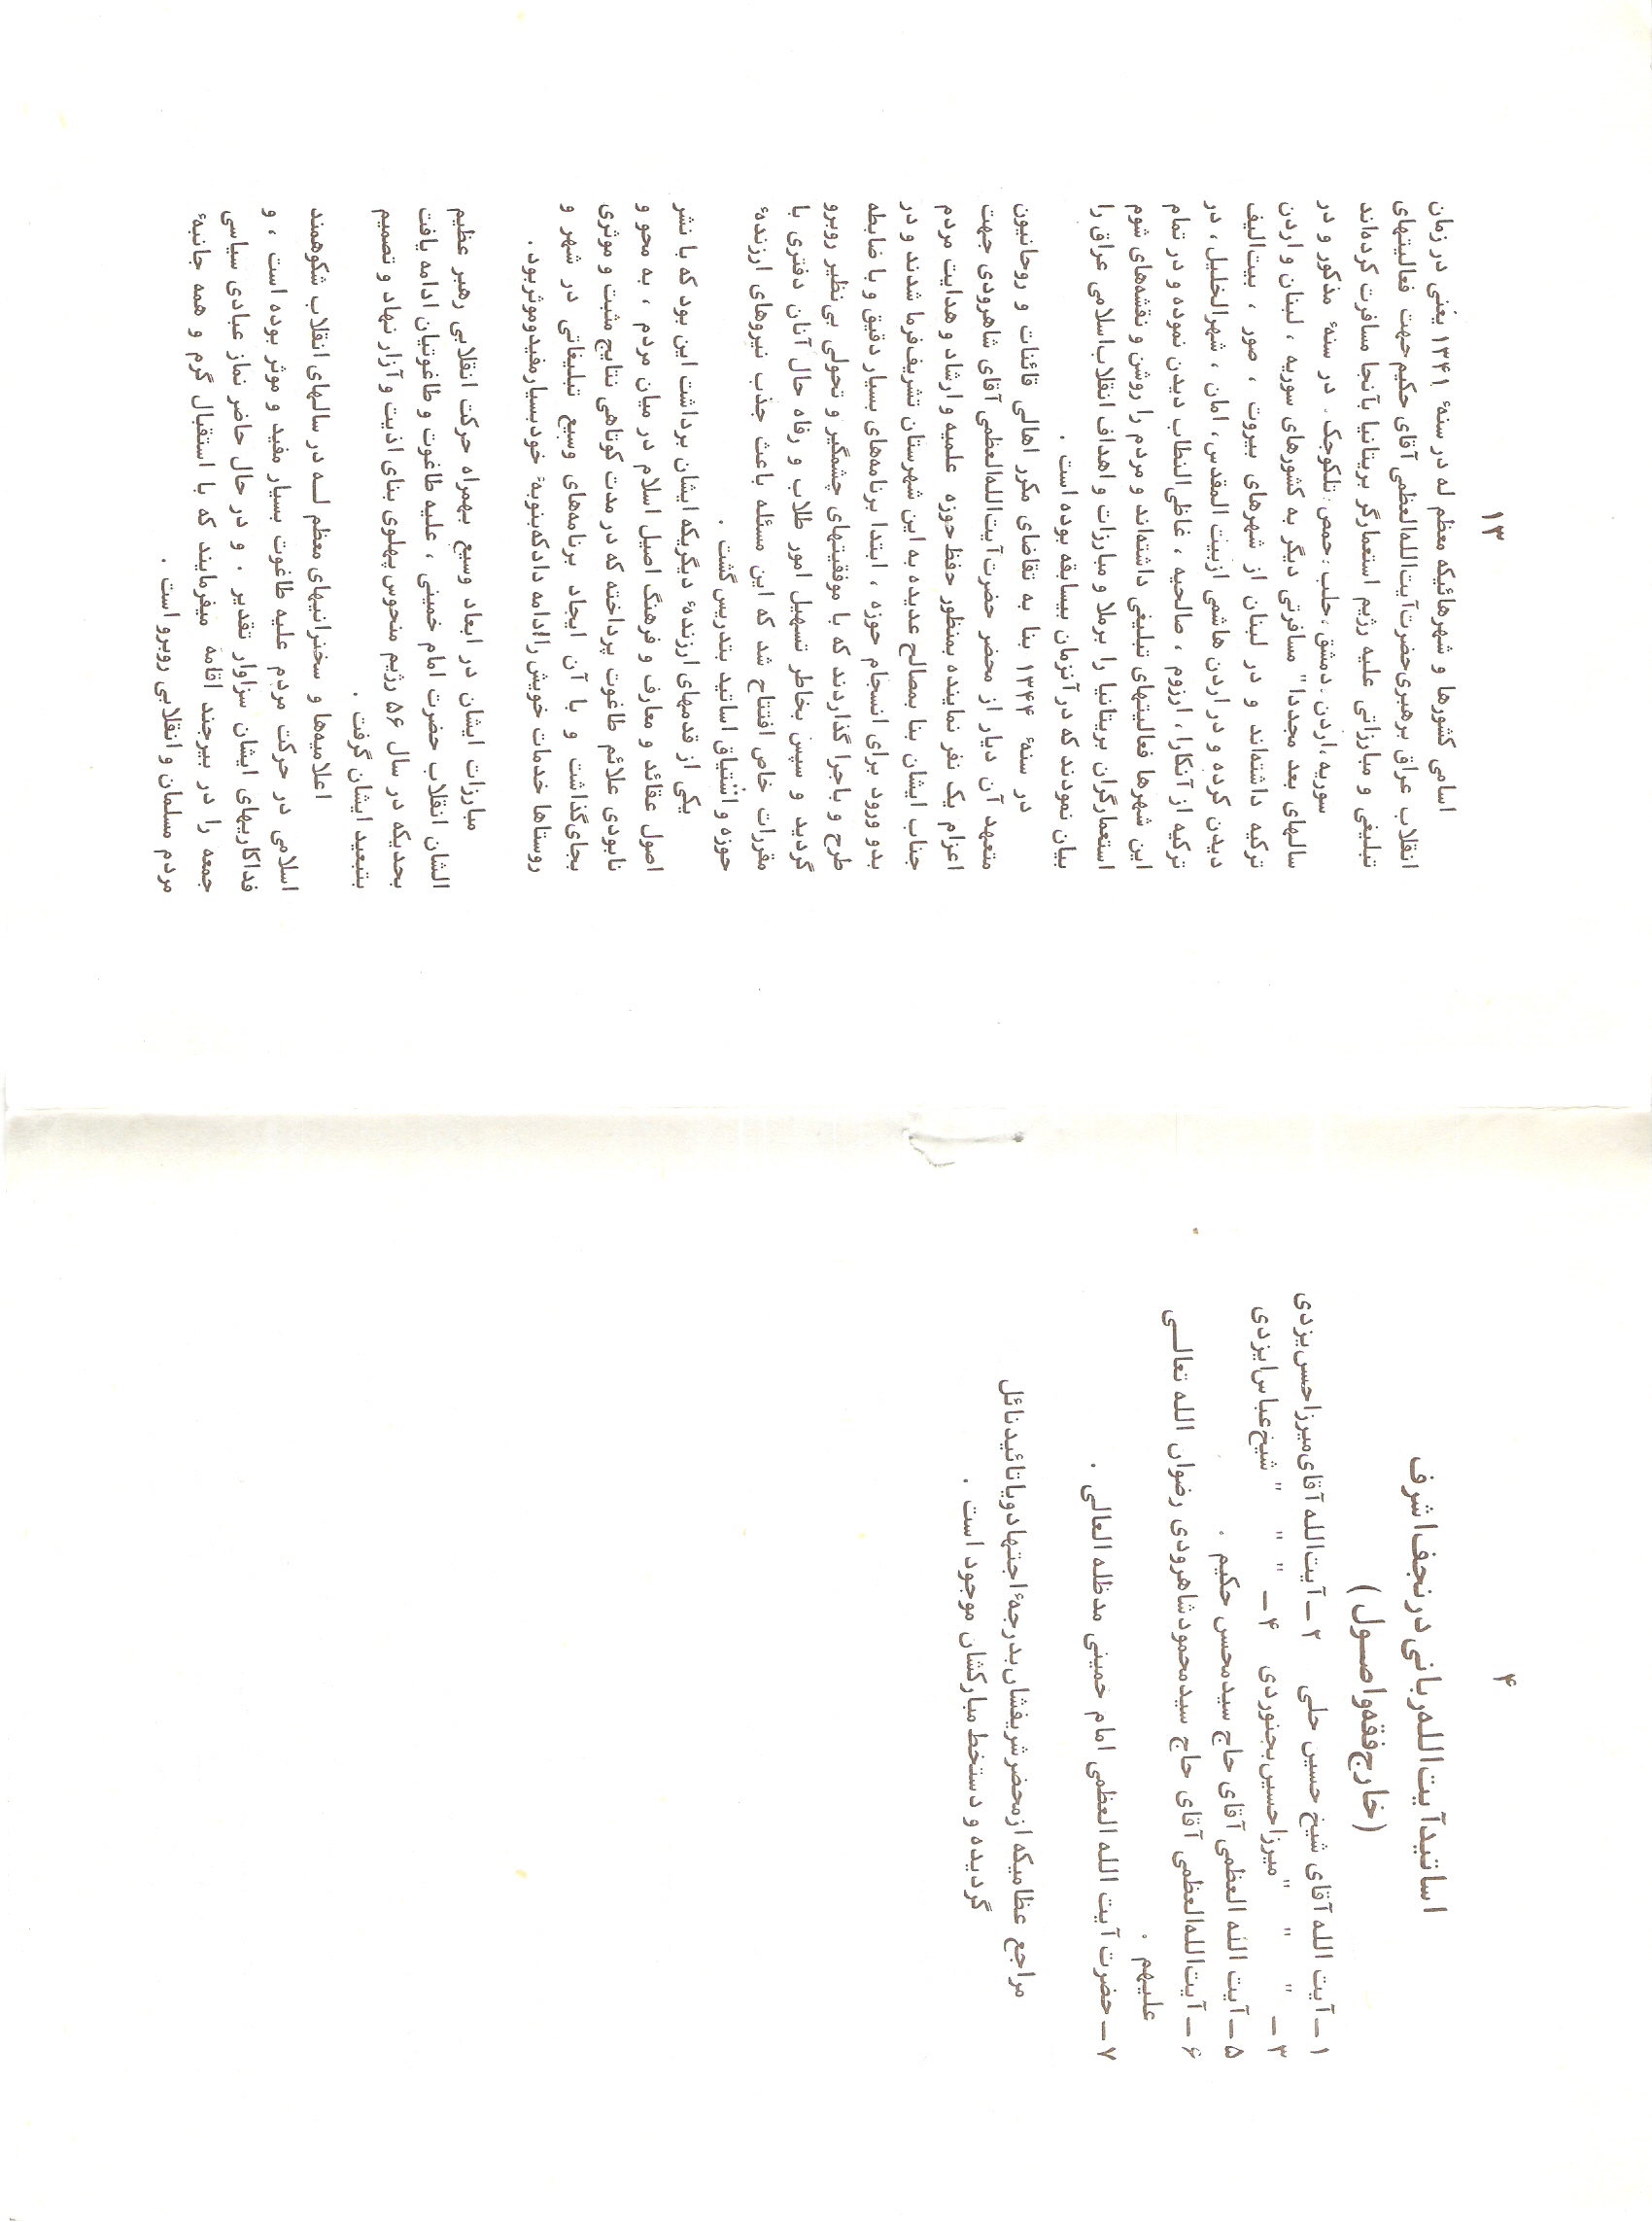 ۴
اساتید آیت‌الله ربانی در نجف اشرف
(خارج فقه و اصول)
۱ــ آیت الله آقای شیخ حسین حلی ۲ــ آیت‌الله آقای میرزا حسن یزدی
۳ــ " " " میرزا حسین بجنوردی ۴ــ " " " شیخ عباس ایزدی
۵ــ آیت الله العظمی آقای حاج سید محسن حکیم .
۶ــ آیت‌الله‌العظمی آقای حاج سید محمود شاهرودی رضوان الله تعالی
علیهم .
۷ــ حضرت آیت الله العظمی امام خمینی مدظله العالی .
مراجع عظامیکه از محضر شریفشان بدرجهٔ اجتهاد و یا تائید نائل
گردیده و دستخط مبارکشان موجود است .
۱۳
اسامی کشورها و شهرهائیکه معظم له در سنهٔ ۱۳۴۱ یعنی در زمان
انقلاب عراق برهبری حضرت آیت‌الله‌العظمی آقای حکیم جهت فعالیتهای
تبلیغی و مبارزاتی علیه رژیم استعمارگر بریتانیا بآنجا مسافرت کرده‌اند
سوریه، اردن، دمشق، حلب، حمص، تلکوجک. در سنهٔ مذکور و در
سالهای بعد مجددا" مسافرتی دیگر به کشورهای سوریه ، لبنان و اردن
ترکیه داشته‌اند و در لبنان از شهرهای بیروت ، صور ، بیت‌الیف
دیدن کرده و در اردن هاشمی از بیت المقدس، امان ، شهرالخلیل، در
ترکیه از آنکارا ، ارزوم ، صالحیه ، غاظی‌النطاب دیدن نموده و در تمام
این شهرها فعالیتهای تبلیغی داشته‌اند و مردم را روشن و نقشه‌های شوم
استعمارگران بریتانیا را برملا و مبارزات و اهداف انقلاب اسلامی عراق را
بیان نمودند که در آنزمان بیسابقه بوده است .
در سنهٔ ۱۳۴۴ بنا به تقاضای مکرر اهالی قائنات و روحانیون
متعهد آن دیار از محضر حضرت آیت‌الله‌العظمی آقای شاهرودی جهت
اعزام یک نفر نماینده بمنظور حفظ حوزه علمیه و ارشاد و هدایت مردم
جناب ایشان بنا بمصالح عدیده به این شهرستان تشریف‌فرما شدند و در
بدو ورود برای انسجام حوزه ، ابتدا برنامه‌های بسیار دقیق و با ضابطه
طرح و باجرا گذاردند که با موفقیتهای چشمگیر و تحولی بی‌نظیر روبرو
گردید و سپس بخاطر تسهیل امور طلاب و رفاه حال آنان دفتری با
مقررات خاص افتتاح شد که این مسئله باعث جذب نیروهای ارزندهٔ
حوزه و اشتیاق اساتید بتدریس گشت .
یکی از قدمهای ارزندهٔ دیگریکه ایشان برداشت این بود که با نشر
اصول عقائد و معارف و فرهنگ اصیل اسلام در میان مردم ، به محو و
نابودی علائم طاغوت پرداخته که در مدت کوتاهی نتایج مثبت و موثری
بجای‌گذاشت و با آن ایجاد برنامه‌های وسیع تبلیغاتی در شهر و
روستاها خدمات خویش را ادامه داد که بنوبهٔ خود بسیار مفید و موثر بود.
مبارزات ایشان در ابعاد وسیع بهمراه حرکت انقلابی رهبر عظیم
الشان انقلاب حضرت امام خمینی ، علیه طاغوت و طاغوتیان ادامه یافت
بحدیکه در سال ۵۶ رژیم منحوس پهلوی بنای اذیت و آزار نهاد و تصمیم
بتبعید ایشان گرفت .
اعلامیه‌ها و سخنرانیهای معظم لــه در سالهای انقلاب شکوهمند
اسلامی در حرکت مردم علیه طاغوت بسیار مفید و موثر بوده است ، و
فداکاریهای ایشان سزاوار تقدیر . و در حال حاضر نماز عبادی سیاسی
جمعه را در بیرجند اقامه میفرمایند که با استقبال گرم و همه جانبهٔ
مردم مسلمان و انقلابی روبرو است .